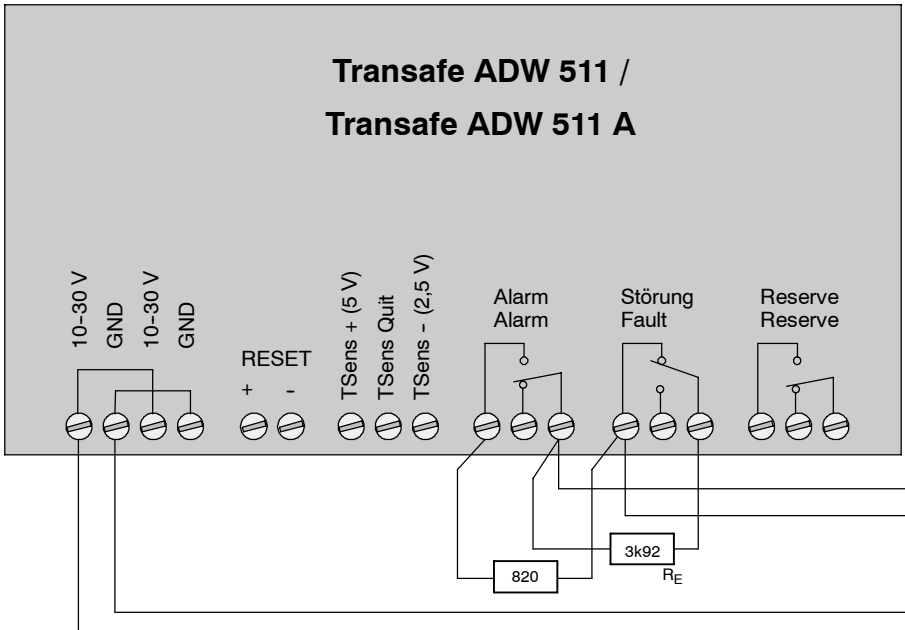 Transafe ADW 511 /
Transafe ADW 511 A
10-30 V
GND
10-30 V
GND
RESET
+ -
TSens + (5 V)
TSens Quit
TSens - (2,5 V)
Alarm
Alarm
Störung
Fault
Reserve
Reserve
3k92
RE
820